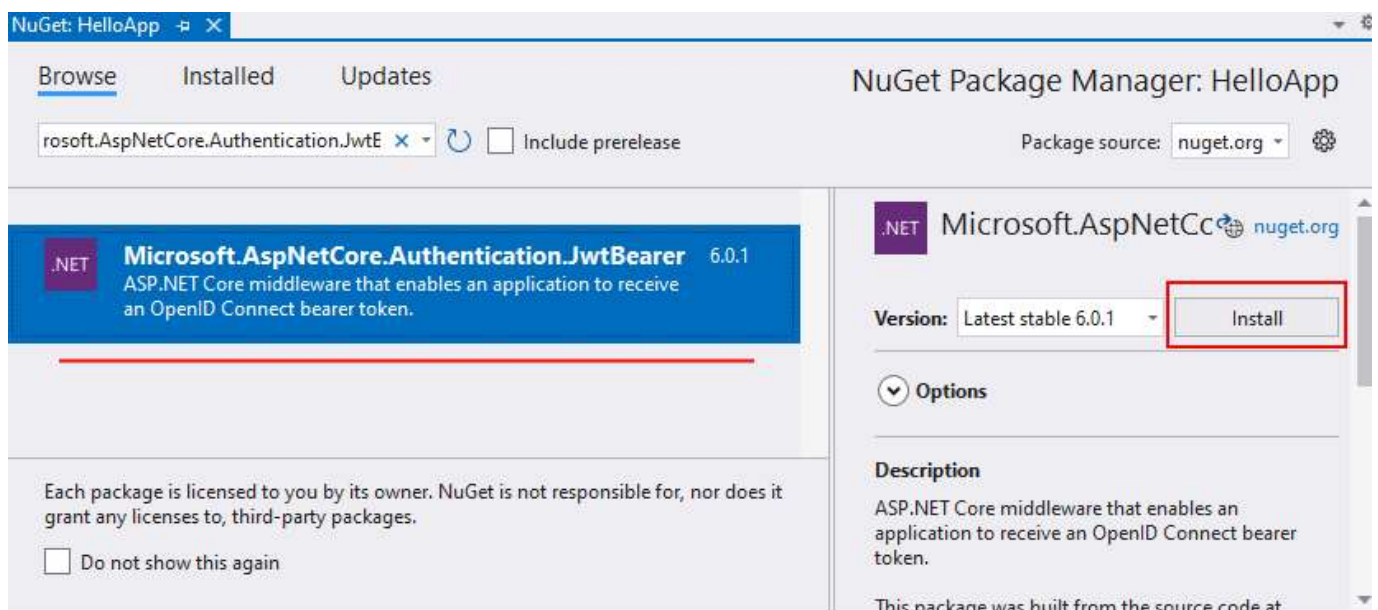 NuGet: HelloApp
Browse Installed Updates
NuGet Package Manager: HelloApp
rosoft.AspNetCore.Authentication.JwtE
Include prerelease
Package source: nuget.org
.NET
Microsoft.AspNetCore.Authentication.JwtBearer 6.0.1
ASP.NET Core middleware that enables an application to receive
an OpenID Connect bearer token.
Each package is licensed to you by its owner. NuGet is not responsible for, nor does it
grant any licenses to, third-party packages.
Do not show this again
.NET
Microsoft.AspNetCc nuget.org
Version: Latest stable 6.0.1 Install
Options
Description
ASP.NET Core middleware that enables an
application to receive an OpenID Connect bearer
token.
This package was built from the source code at